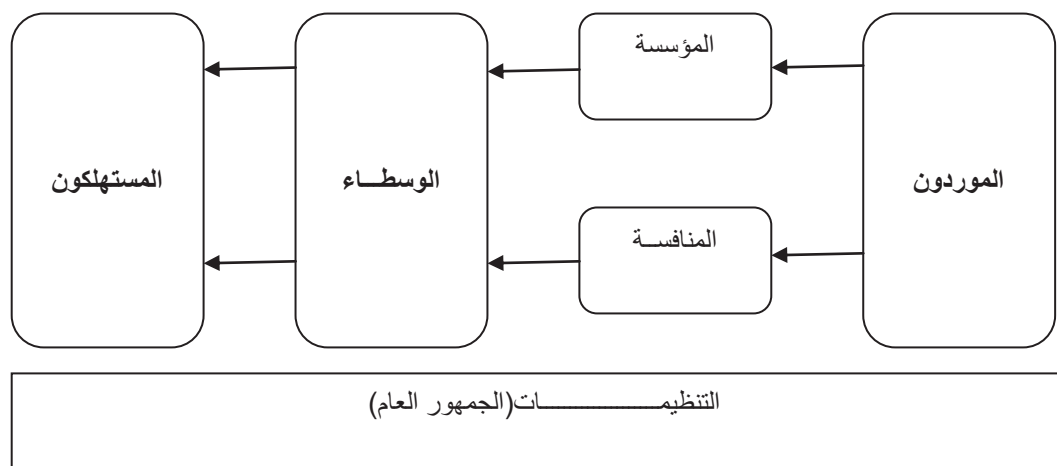 المؤسسة
الموردون
الوسطـــاء
المستهلكون
المنافســة
التنظيمـــــــــــــات(الجمهور العام)